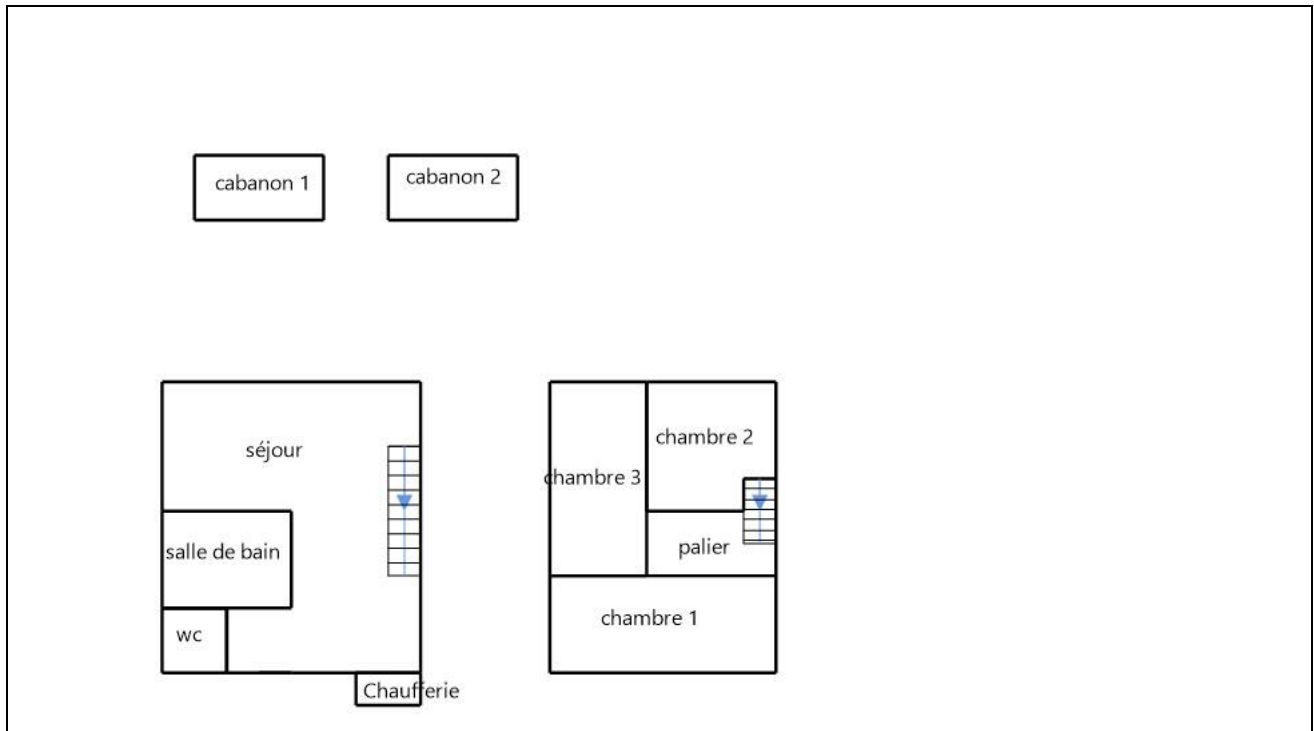 cabanon 1
cabanon 2
séjour
chambre 2
chambre 3
salle de bain
palier
chambre 1
wc
Chaufferie